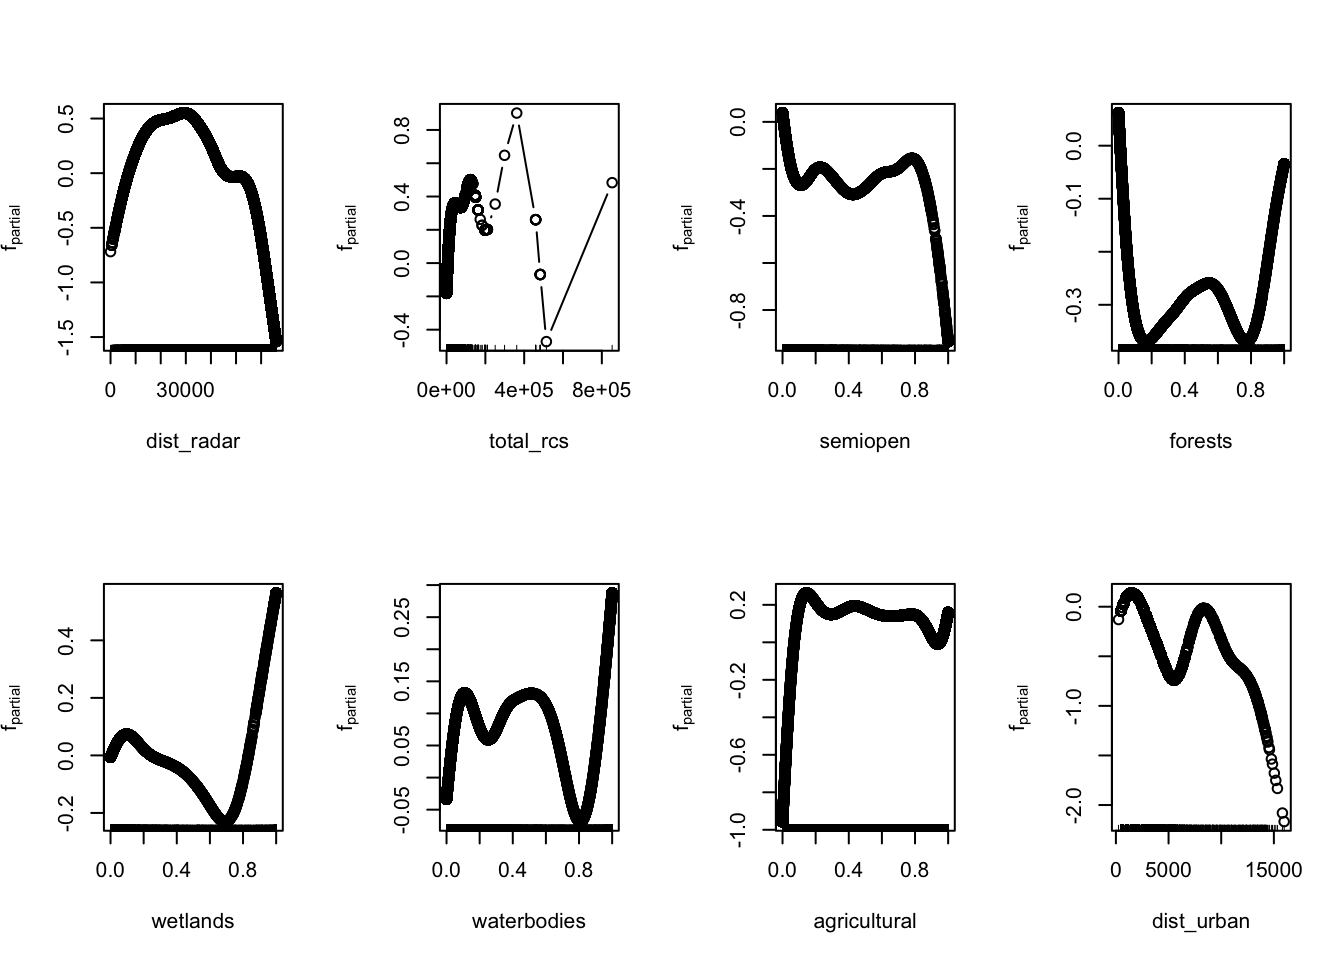 0.5
0.0
-0.5
-1.0
-1.5
f_partial
0 30000
dist_radar
0.8
0.4
0.0
-0.4
f_partial
0e+00 4e+05 8e+05
total_rcs
0.0
-0.4
-0.8
f_partial
0.0 0.4 0.8
semiopen
0.0
-0.1
-0.3
f_partial
0.0 0.4 0.8
forests
0.4
0.2
0.0
-0.2
f_partial
0.0 0.4 0.8
wetlands
0.25
0.15
0.05
-0.05
f_partial
0.0 0.4 0.8
waterbodies
0.2
-0.2
-0.6
-1.0
f_partial
0.0 0.4 0.8
agricultural
0.0
-1.0
-2.0
f_partial
0 5000 15000
dist_urban